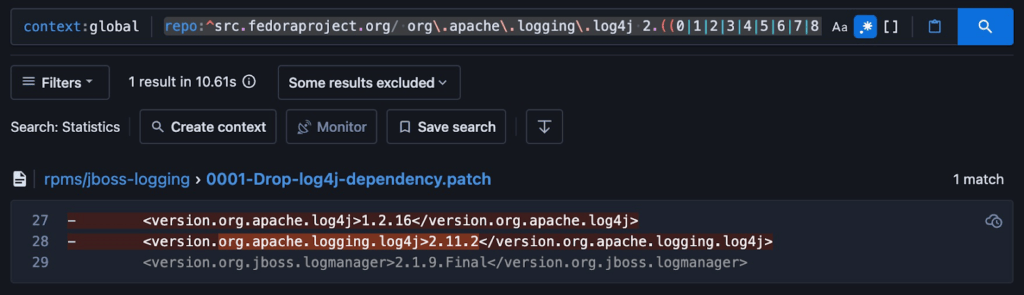 context:global repo:^src.fedoraproject.org/ org\.apache\.logging\.log4j 2.((0|1|2|3|4|5|6|7|8 Aa .* []
Filters 1 result in 10.61s Some results excluded
Search: Statistics Create context Monitor Save search
rpms/jboss-logging › 0001-Drop-log4j-dependency.patch 1 match
27 - <version.org.apache.log4j>1.2.16</version.org.apache.log4j>
28 - <version.org.apache.logging.log4j>2.11.2</version.org.apache.logging.log4j>
29 <version.org.jboss.logmanager>2.1.9.Final</version.org.jboss.logmanager>